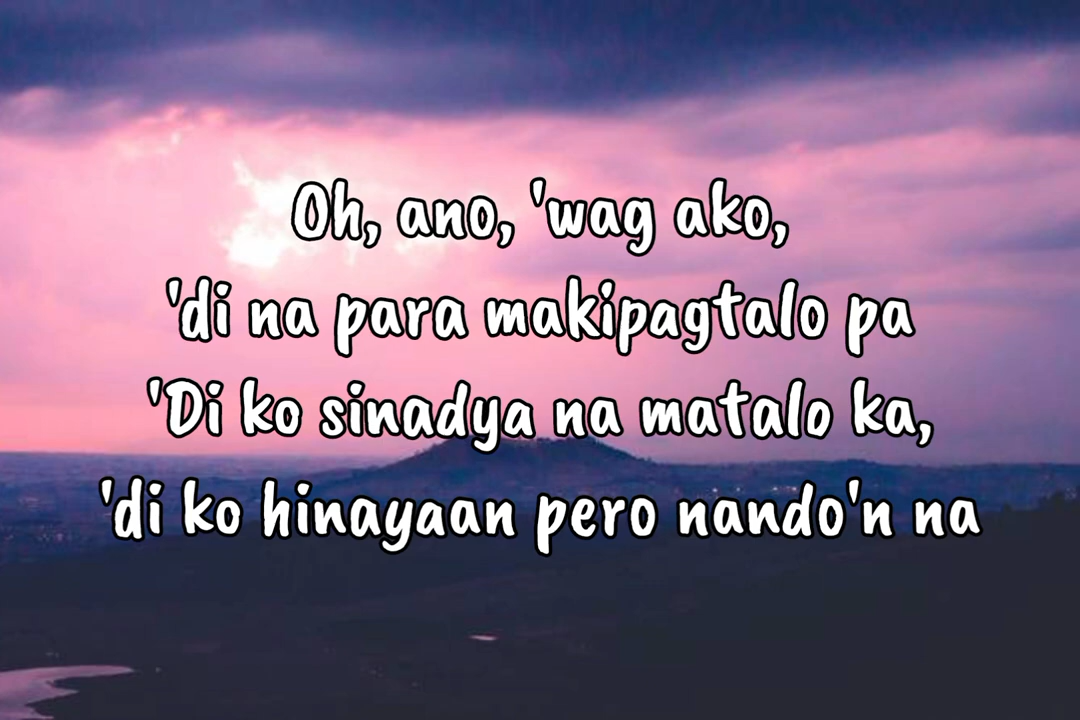 Oh, ano, 'wag ako,
'di na para makipagtalo pa
'Di ko sinadya na matalo ka,
'di ko hinayaan pero nando'n na